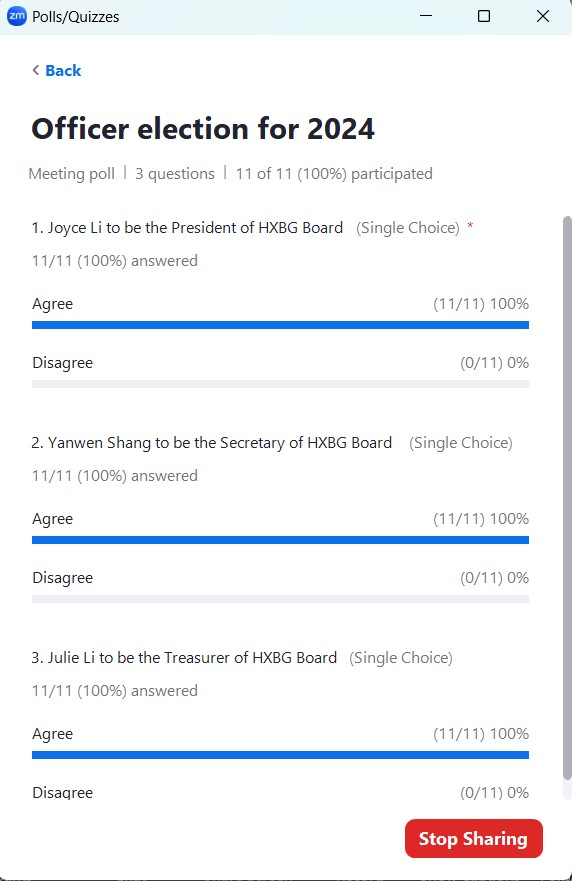 zm Polls/Quizzes
Back
Officer election for 2024
Meeting poll | 3 questions | 11 of 11 (100%) participated
1. Joyce Li to be the President of HXBG Board (Single Choice) *
11/11 (100%) answered
Agree (11/11) 100%
Disagree (0/11) 0%
2. Yanwen Shang to be the Secretary of HXBG Board (Single Choice)
11/11 (100%) answered
Agree (11/11) 100%
Disagree (0/11) 0%
3. Julie Li to be the Treasurer of HXBG Board (Single Choice)
11/11 (100%) answered
Agree (11/11) 100%
Disagree (0/11) 0%
Stop Sharing